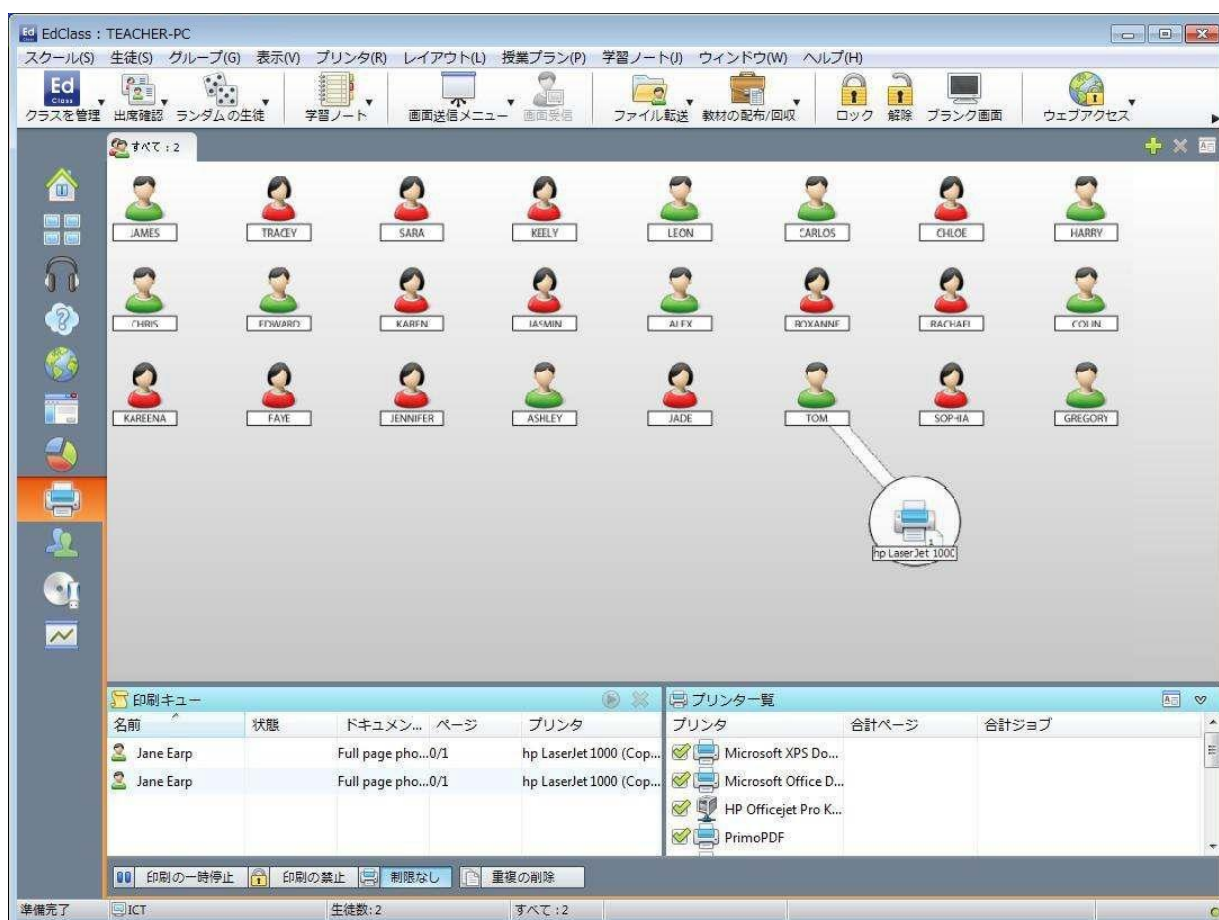 EdClass : TEACHER-PC
スクール(S) 生徒(S) グループ(G) 表示(V) プリンタ(R) レイアウト(L) 授業プラン(P) 学習ノート(J) ウィンドウ(W) ヘルプ(H)
Ed
Class
クラスを管理 出席確認 ランダムの生徒 学習ノート 画面送信メニュー 画面受信 ファイル転送 教材の配布/回収 ロック 解除 ブランク画面 ウェブアクセス
すべて : 2
JAMES TRACEY SARA KEELY LEON CARLOS CHLOE HARRY
CHRIS EDWARD KAREN JASMIN ALEX ROXANNE RACHAEL COLIN
KAREENA FAYE JENNIFER ASHLEY JADE TOM SOPHIA GREGORY
hp LaserJet 1000
印刷キュー プリンタ一覧
名前 状態 ドキュメン... ページ プリンタ プリンタ 合計ページ 合計ジョブ
Jane Earp Full page pho...0/1 hp LaserJet 1000 (Cop... Microsoft XPS Do...
Jane Earp Full page pho...0/1 hp LaserJet 1000 (Cop... Microsoft Office D...
HP Officejet Pro K...
PrimoPDF
印刷の一時停止 印刷の禁止 制限なし 重複の削除
準備完了 ICT 生徒数:2 すべて : 2